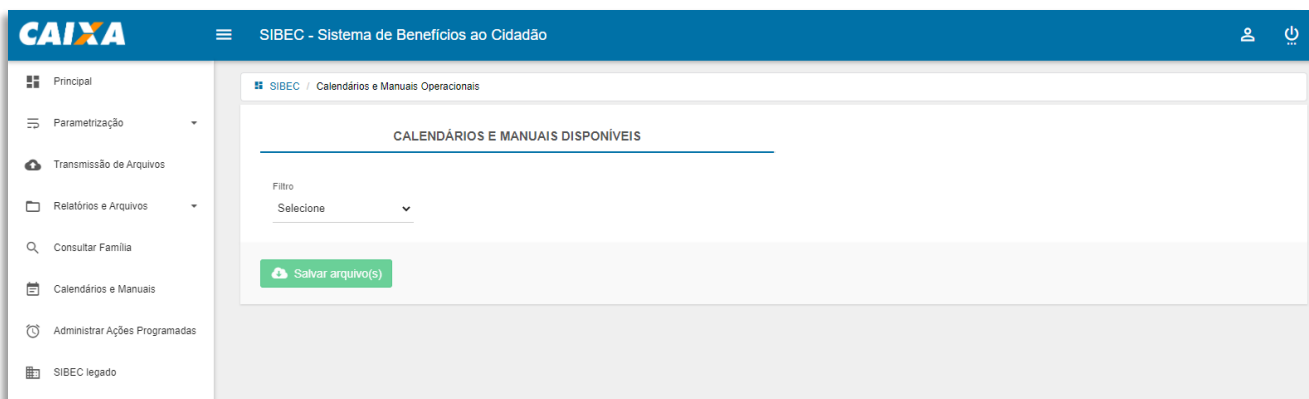 CAIXA
SIBEC - Sistema de Benefícios ao Cidadão
Principal
Parametrização
Transmissão de Arquivos
Relatórios e Arquivos
Consultar Família
Calendários e Manuais
Administrar Ações Programadas
SIBEC legado
SIBEC / Calendários e Manuais Operacionais
CALENDÁRIOS E MANUAIS DISPONÍVEIS
Filtro
Selecione
Salvar arquivo(s)